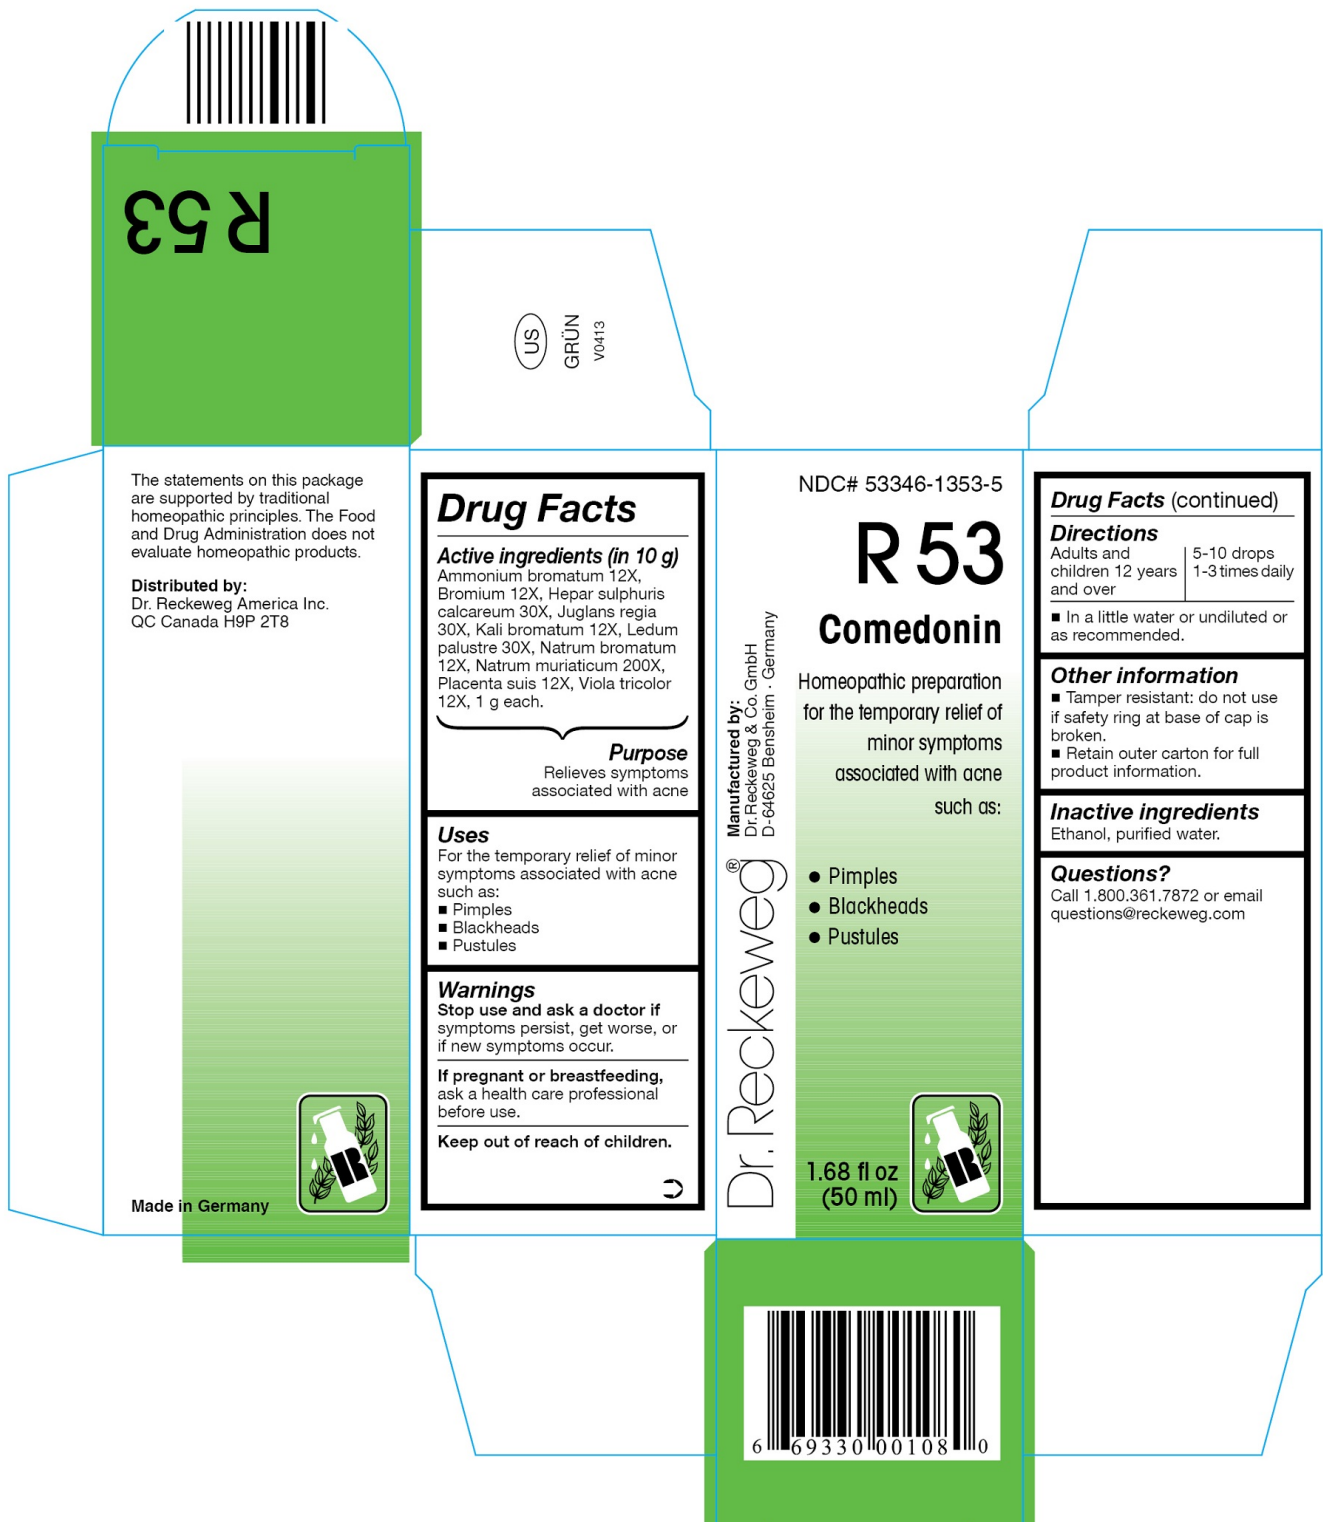 R 53
US
GRÜN
V0413
The statements on this package
are supported by traditional
homeopathic principles. The Food
and Drug Administration does not
evaluate homeopathic products.
Distributed by:
Dr. Reckeweg America Inc.
QC Canada H9P 2T8
Made in Germany
Drug Facts
Active ingredients (in 10 g)
Ammonium bromatum 12X,
Bromium 12X, Hepar sulphuris
calcareum 30X, Juglans regia
30X, Kali bromatum 12X, Ledum
palustre 30X, Natrum bromatum
12X, Natrum muriaticum 200X,
Placenta suis 12X, Viola tricolor
12X, 1 g each.
Purpose
Relieves symptoms
associated with acne
Uses
For the temporary relief of minor
symptoms associated with acne
such as:
■ Pimples
■ Blackheads
■ Pustules
Warnings
Stop use and ask a doctor if
symptoms persist, get worse, or
if new symptoms occur.
If pregnant or breastfeeding,
ask a health care professional
before use.
Keep out of reach of children.
Dr. Reckeweg®
Manufactured by:
Dr. Reckeweg & Co. GmbH
D-64625 Bensheim · Germany
NDC# 53346-1353-5
R 53
Comedonin
Homeopathic preparation
for the temporary relief of
minor symptoms
associated with acne
such as:
● Pimples
● Blackheads
● Pustules
1.68 fl oz
(50 ml)
R
R
Drug Facts (continued)
Directions
Adults and
children 12 years
and over
5-10 drops
1-3 times daily
■ In a little water or undiluted or
as recommended.
Other information
■ Tamper resistant: do not use
if safety ring at base of cap is
broken.
■ Retain outer carton for full
product information.
Inactive ingredients
Ethanol, purified water.
Questions?
Call 1.800.361.7872 or email
questions@reckeweg.com
6 69330 00108 0